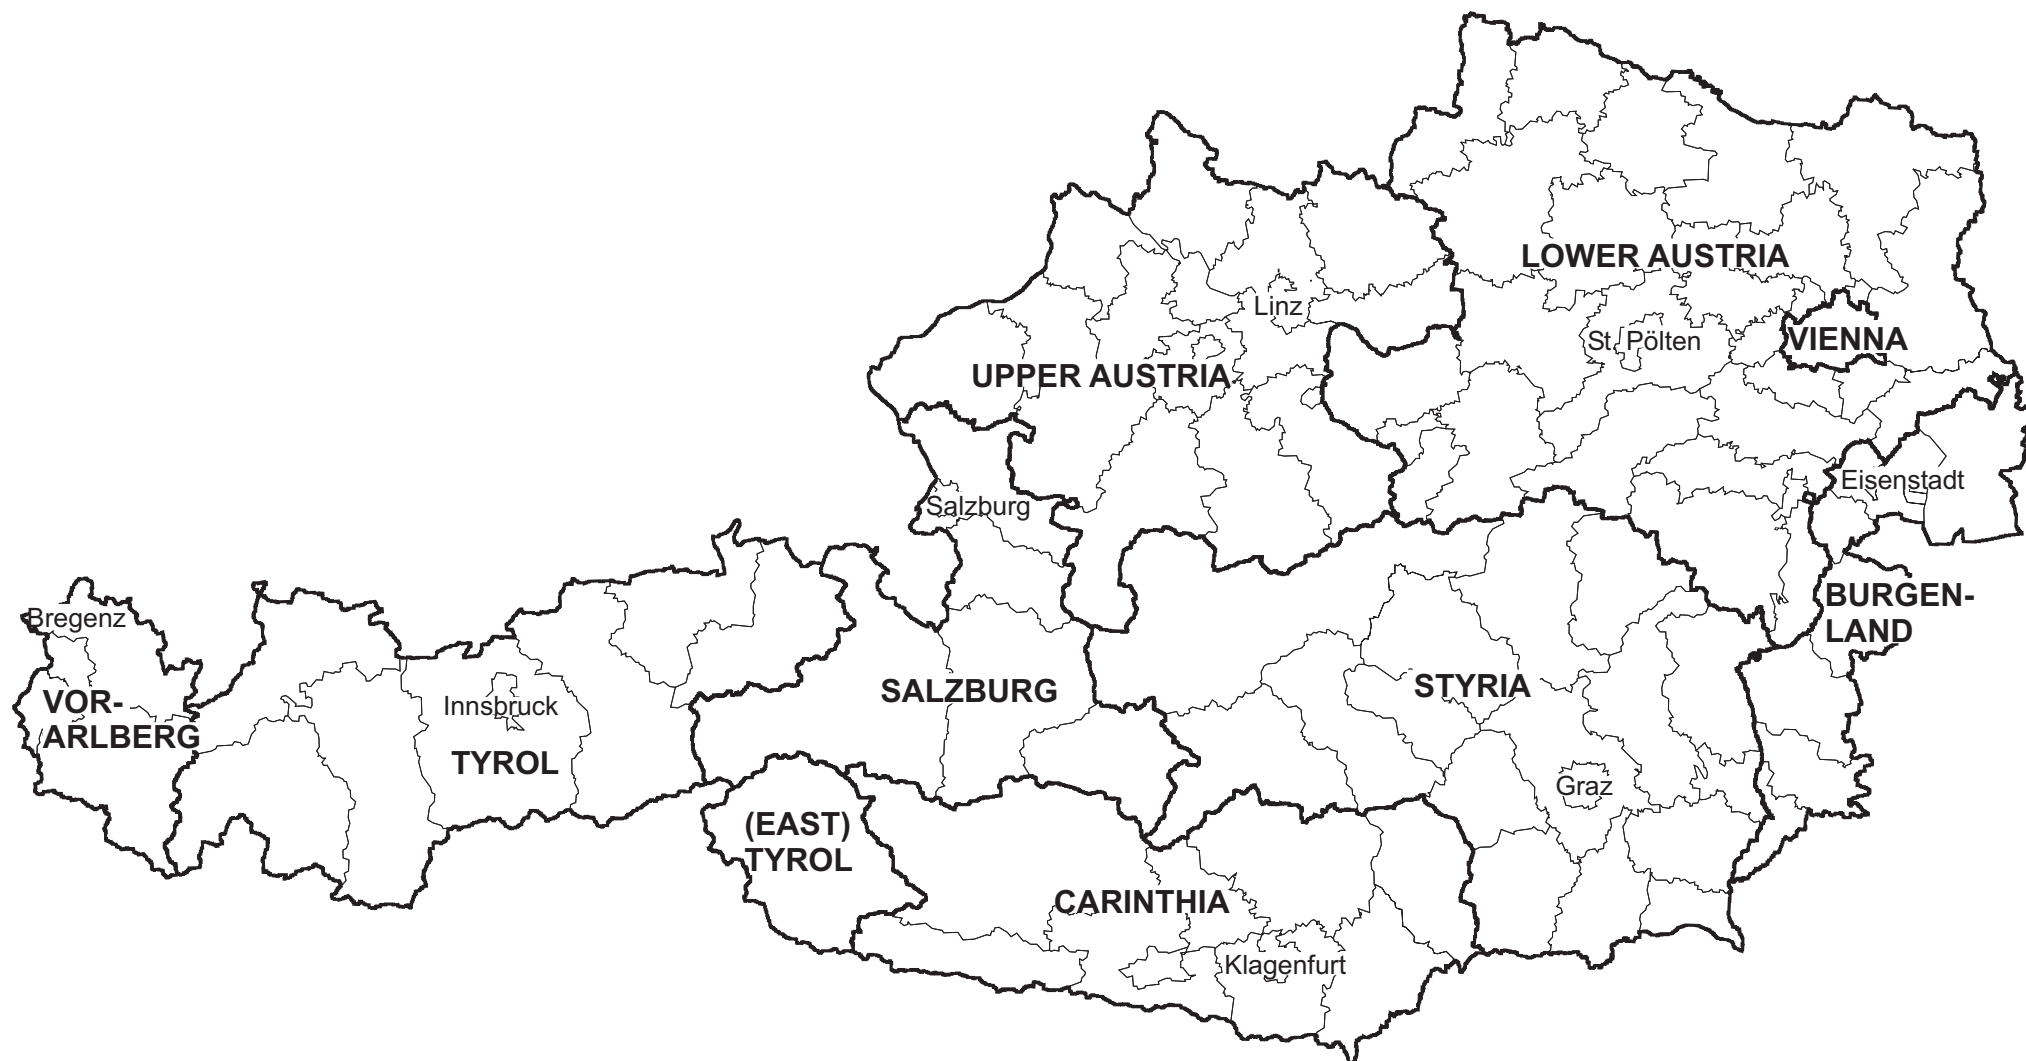 LOWER AUSTRIA
Linz
St. Pölten
VIENNA
UPPER AUSTRIA
Eisenstadt
Salzburg
BURGEN-
LAND
Bregenz
VOR-
ARLBERG
Innsbruck
TYROL
SALZBURG
STYRIA
Graz
(EAST)
TYROL
CARINTHIA
Klagenfurt